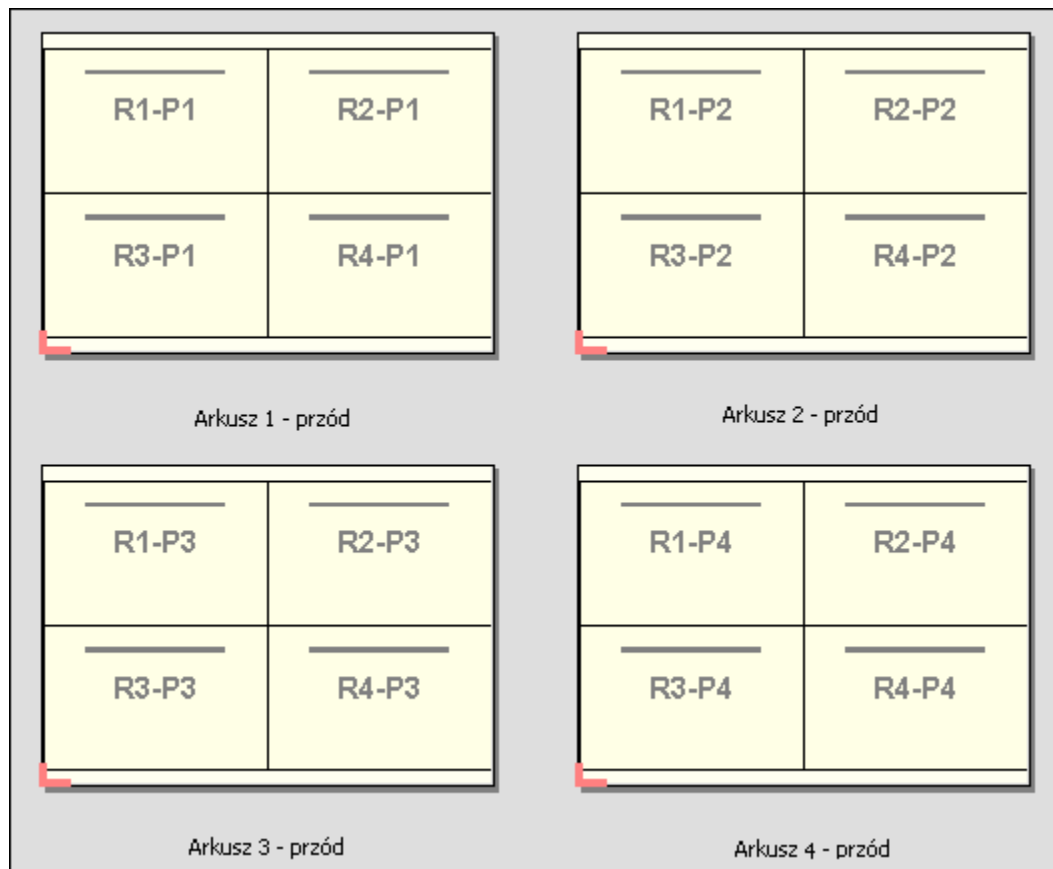 R1-P1 R2-P1
R3-P1 R4-P1
Arkusz 1 - przód
R1-P2 R2-P2
R3-P2 R4-P2
Arkusz 2 - przód
R1-P3 R2-P3
R3-P3 R4-P3
Arkusz 3 - przód
R1-P4 R2-P4
R3-P4 R4-P4
Arkusz 4 - przód